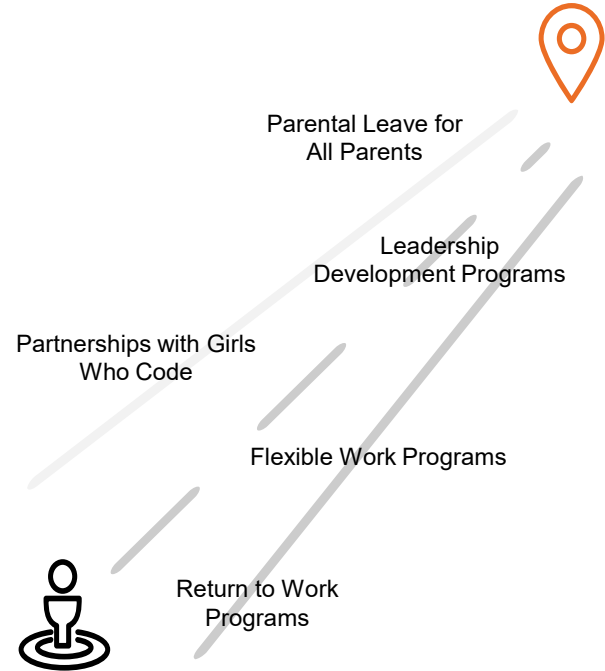 Parental Leave for
All Parents
Leadership
Development Programs
Partnerships with Girls
Who Code
Flexible Work Programs
Return to Work
Programs